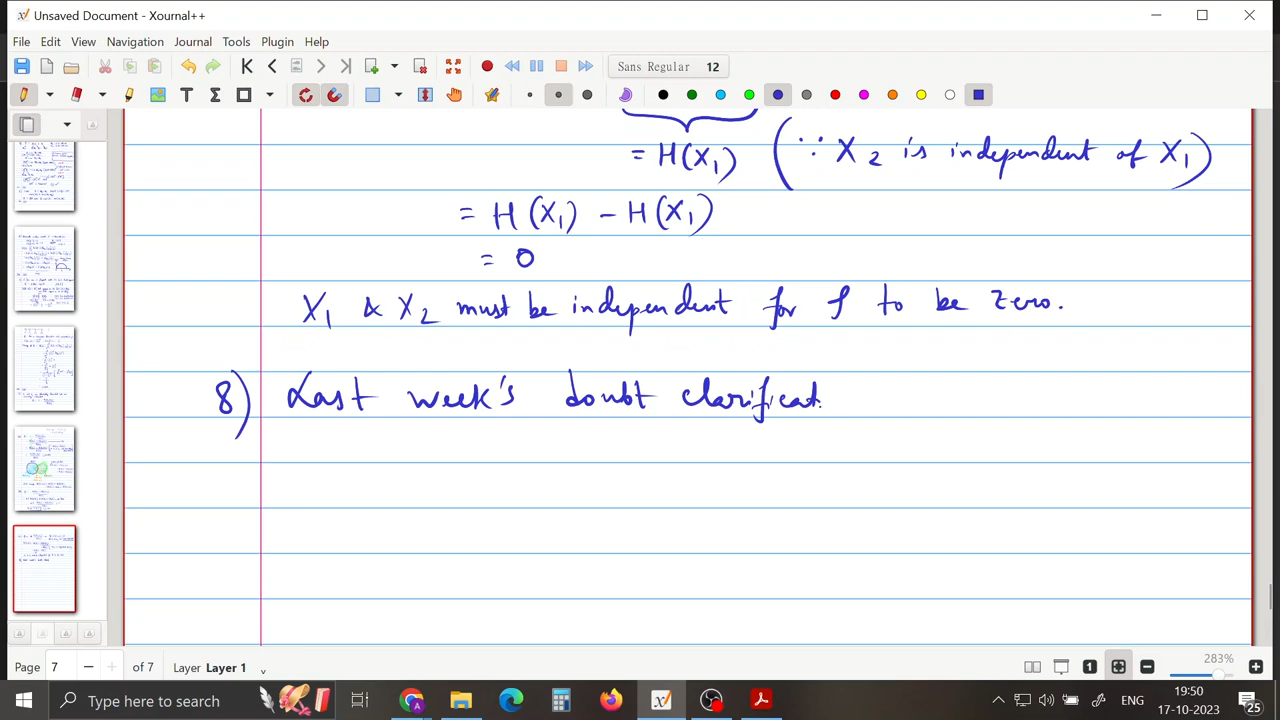 Unsaved Document - Xournal++
File Edit View Navigation Journal Tools Plugin Help
Sans Regular 12
= H(X₁) (∵ X₂ is independent of X₁)
= H(X₁) - H(X₁)
= 0
X₁ & X₂ must be independent for ρ to be zero.
8) Last week's doubt clarificat
Page 7 of 7 Layer Layer 1
283%
Type here to search
ENG
19:50
17-10-2023
25